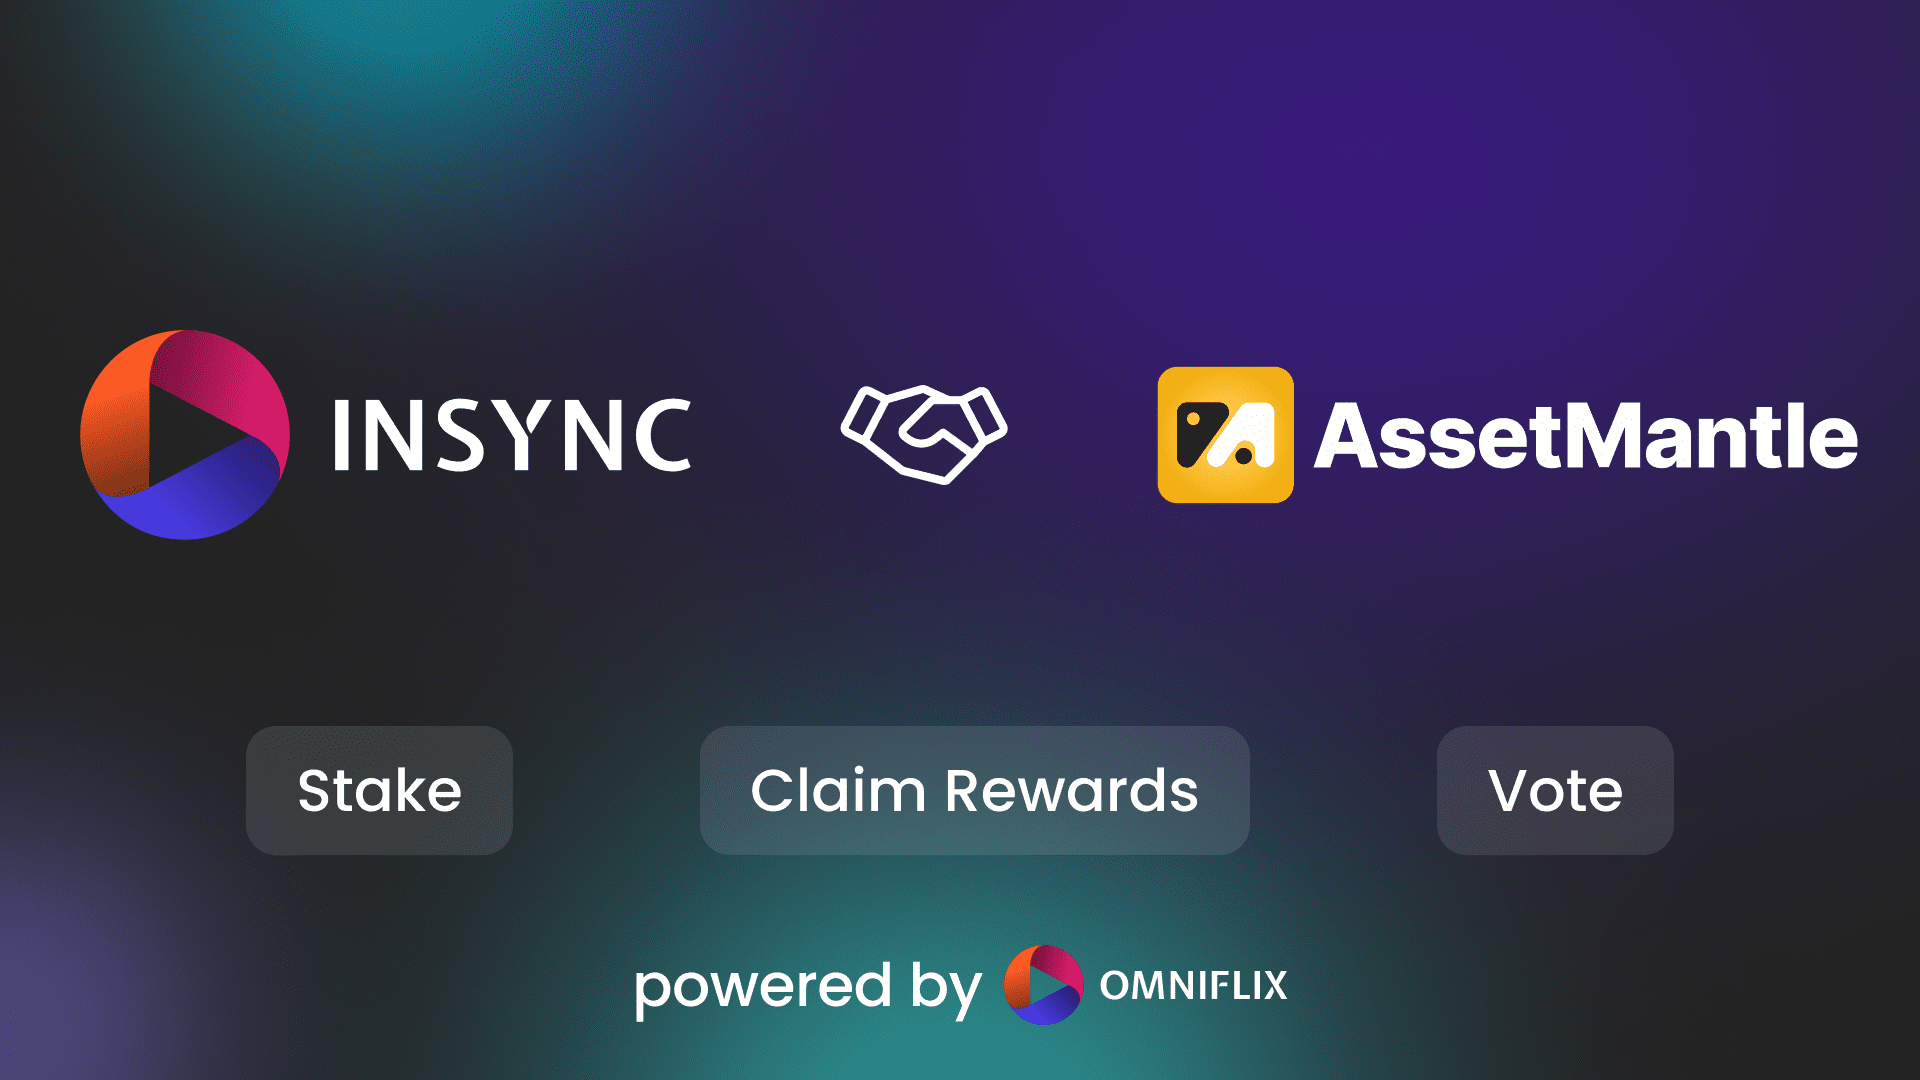 INSYNC
AssetMantle
Stake
Claim Rewards
Vote
powered by OMNIFLIX